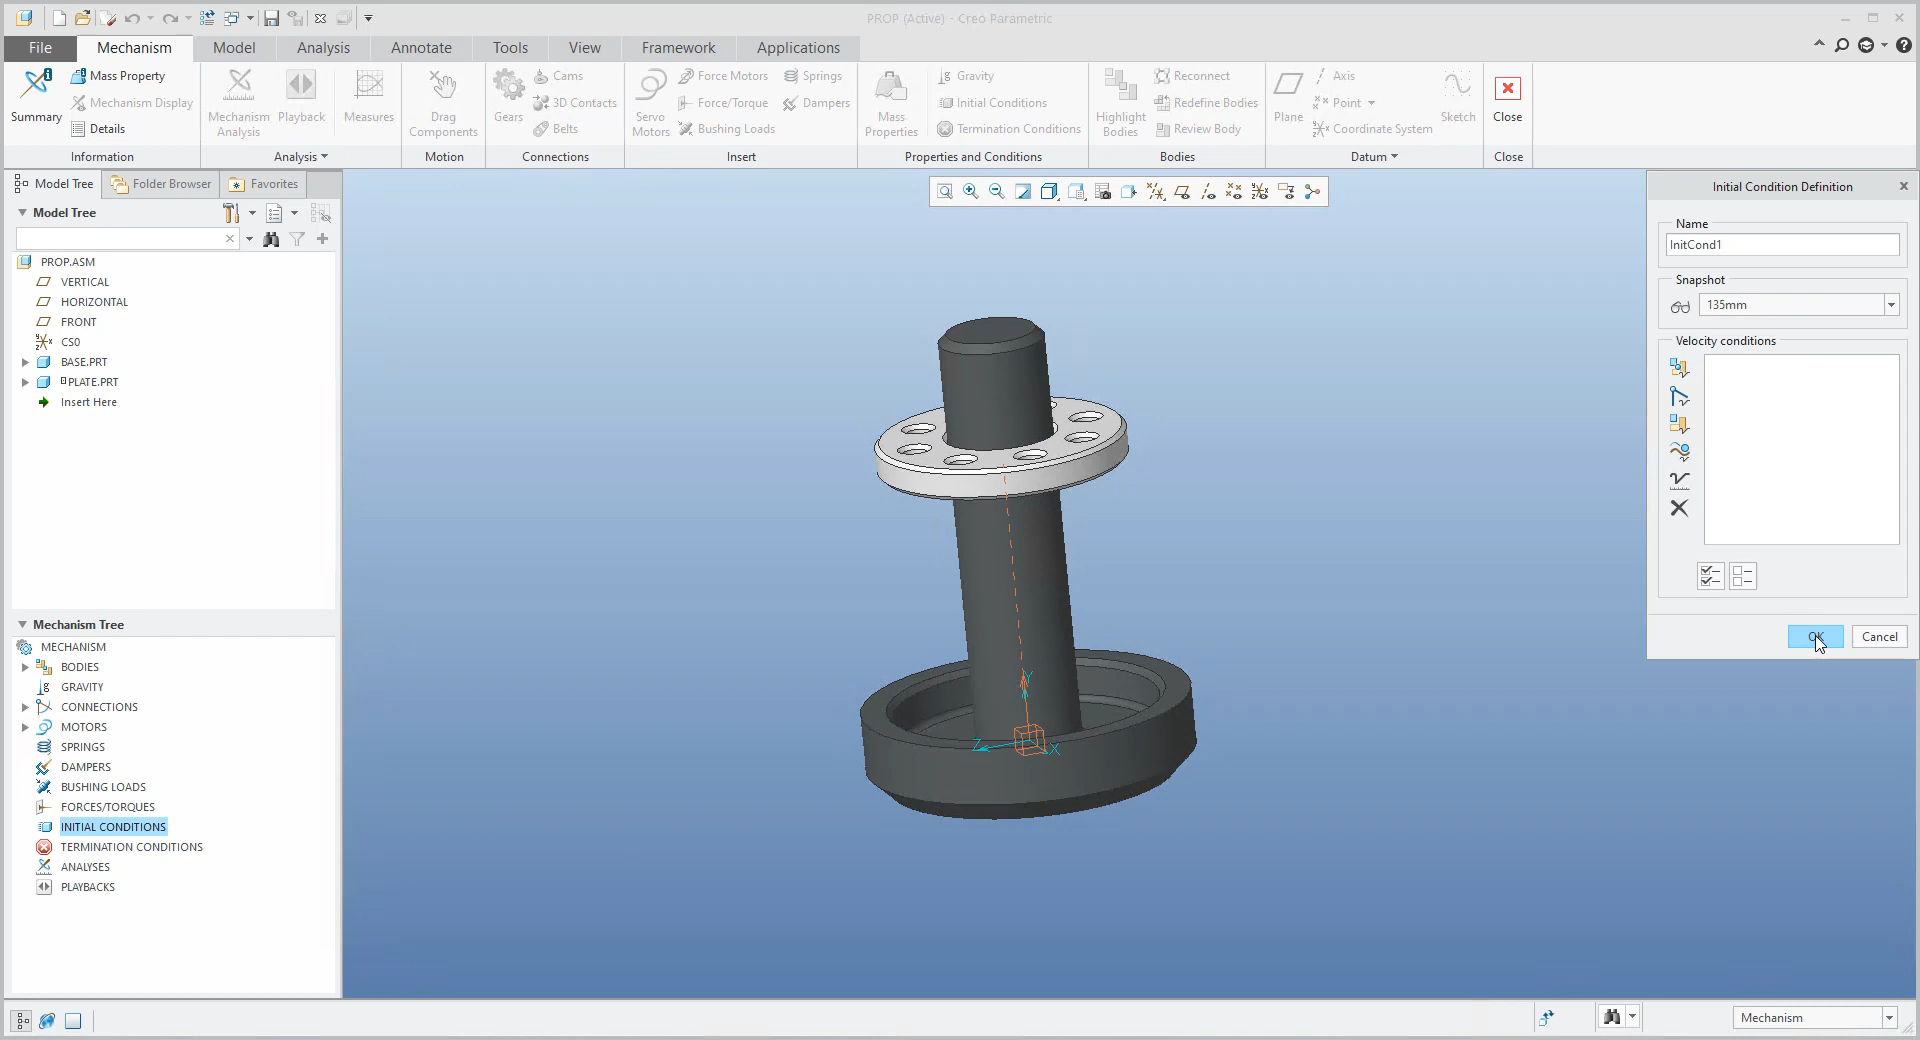 PROP (Active) - Creo Parametric
File
Mechanism
Model
Analysis
Annotate
Tools
View
Framework
Applications
Summary
Mass Property
Mechanism Display
Details
Information
Mechanism
Analysis
Playback
Measures
Analysis
Drag
Components
Motion
Gears
Cams
3D Contacts
Belts
Connections
Servo
Motors
Force Motors
Force/Torque
Bushing Loads
Springs
Dampers
Insert
Mass
Properties
Gravity
Initial Conditions
Termination Conditions
Properties and Conditions
Highlight
Bodies
Reconnect
Redefine Bodies
Review Body
Bodies
Plane
Axis
Point
Coordinate System
Sketch
Datum
Close
Close
Model Tree
Folder Browser
Favorites
Model Tree
PROP.ASM
VERTICAL
HORIZONTAL
FRONT
CS0
BASE.PRT
PLATE.PRT
Insert Here
Mechanism Tree
MECHANISM
BODIES
GRAVITY
CONNECTIONS
MOTORS
SPRINGS
DAMPERS
BUSHING LOADS
FORCES/TORQUES
INITIAL CONDITIONS
TERMINATION CONDITIONS
ANALYSES
PLAYBACKS
Y
Z
X
Initial Condition Definition
Name
InitCond1
Snapshot
135mm
Velocity conditions
OK
Cancel
Mechanism